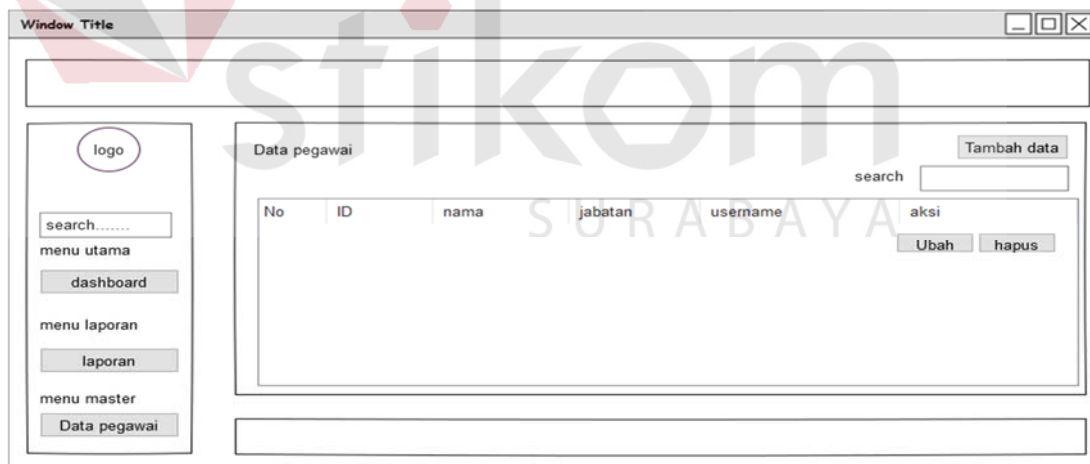 Window Title
stikom
SURABAYA
logo
search.......
menu utama
dashboard
menu laporan
laporan
menu master
Data pegawai
Data pegawai
Tambah data
search
No ID nama jabatan username aksi
Ubah hapus